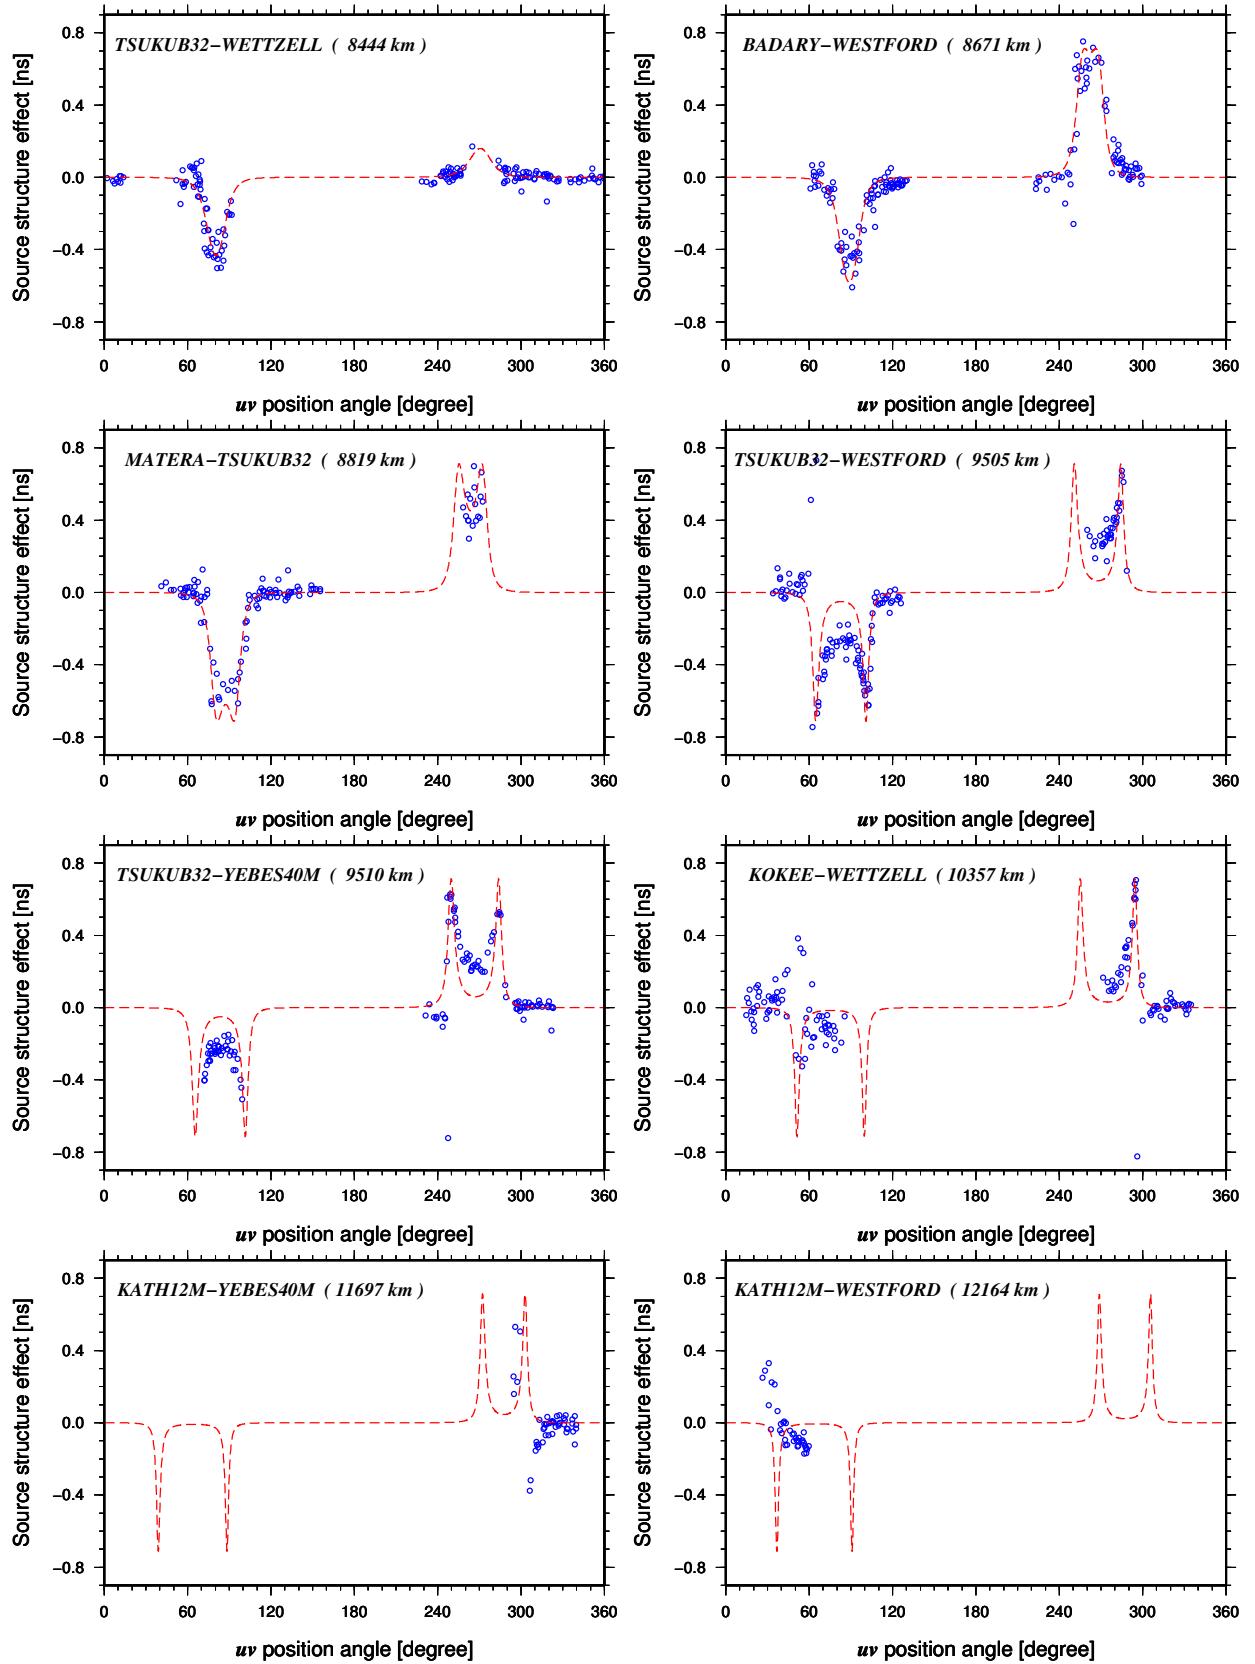 TSUKUB32−WETTZELL ( 8444 km )
Source structure effect [ns]
0.8
0.4
0.0
−0.4
−0.8
0 60 120 180 240 300 360
uv position angle [degree]
BADARY−WESTFORD ( 8671 km )
Source structure effect [ns]
0.8
0.4
0.0
−0.4
−0.8
0 60 120 180 240 300 360
uv position angle [degree]
MATERA−TSUKUB32 ( 8819 km )
Source structure effect [ns]
0.8
0.4
0.0
−0.4
−0.8
0 60 120 180 240 300 360
uv position angle [degree]
TSUKUB32−WESTFORD ( 9505 km )
Source structure effect [ns]
0.8
0.4
0.0
−0.4
−0.8
0 60 120 180 240 300 360
uv position angle [degree]
TSUKUB32−YEBES40M ( 9510 km )
Source structure effect [ns]
0.8
0.4
0.0
−0.4
−0.8
0 60 120 180 240 300 360
uv position angle [degree]
KOKEE−WETTZELL ( 10357 km )
Source structure effect [ns]
0.8
0.4
0.0
−0.4
−0.8
0 60 120 180 240 300 360
uv position angle [degree]
KATH12M−YEBES40M ( 11697 km )
Source structure effect [ns]
0.8
0.4
0.0
−0.4
−0.8
0 60 120 180 240 300 360
uv position angle [degree]
KATH12M−WESTFORD ( 12164 km )
Source structure effect [ns]
0.8
0.4
0.0
−0.4
−0.8
0 60 120 180 240 300 360
uv position angle [degree]